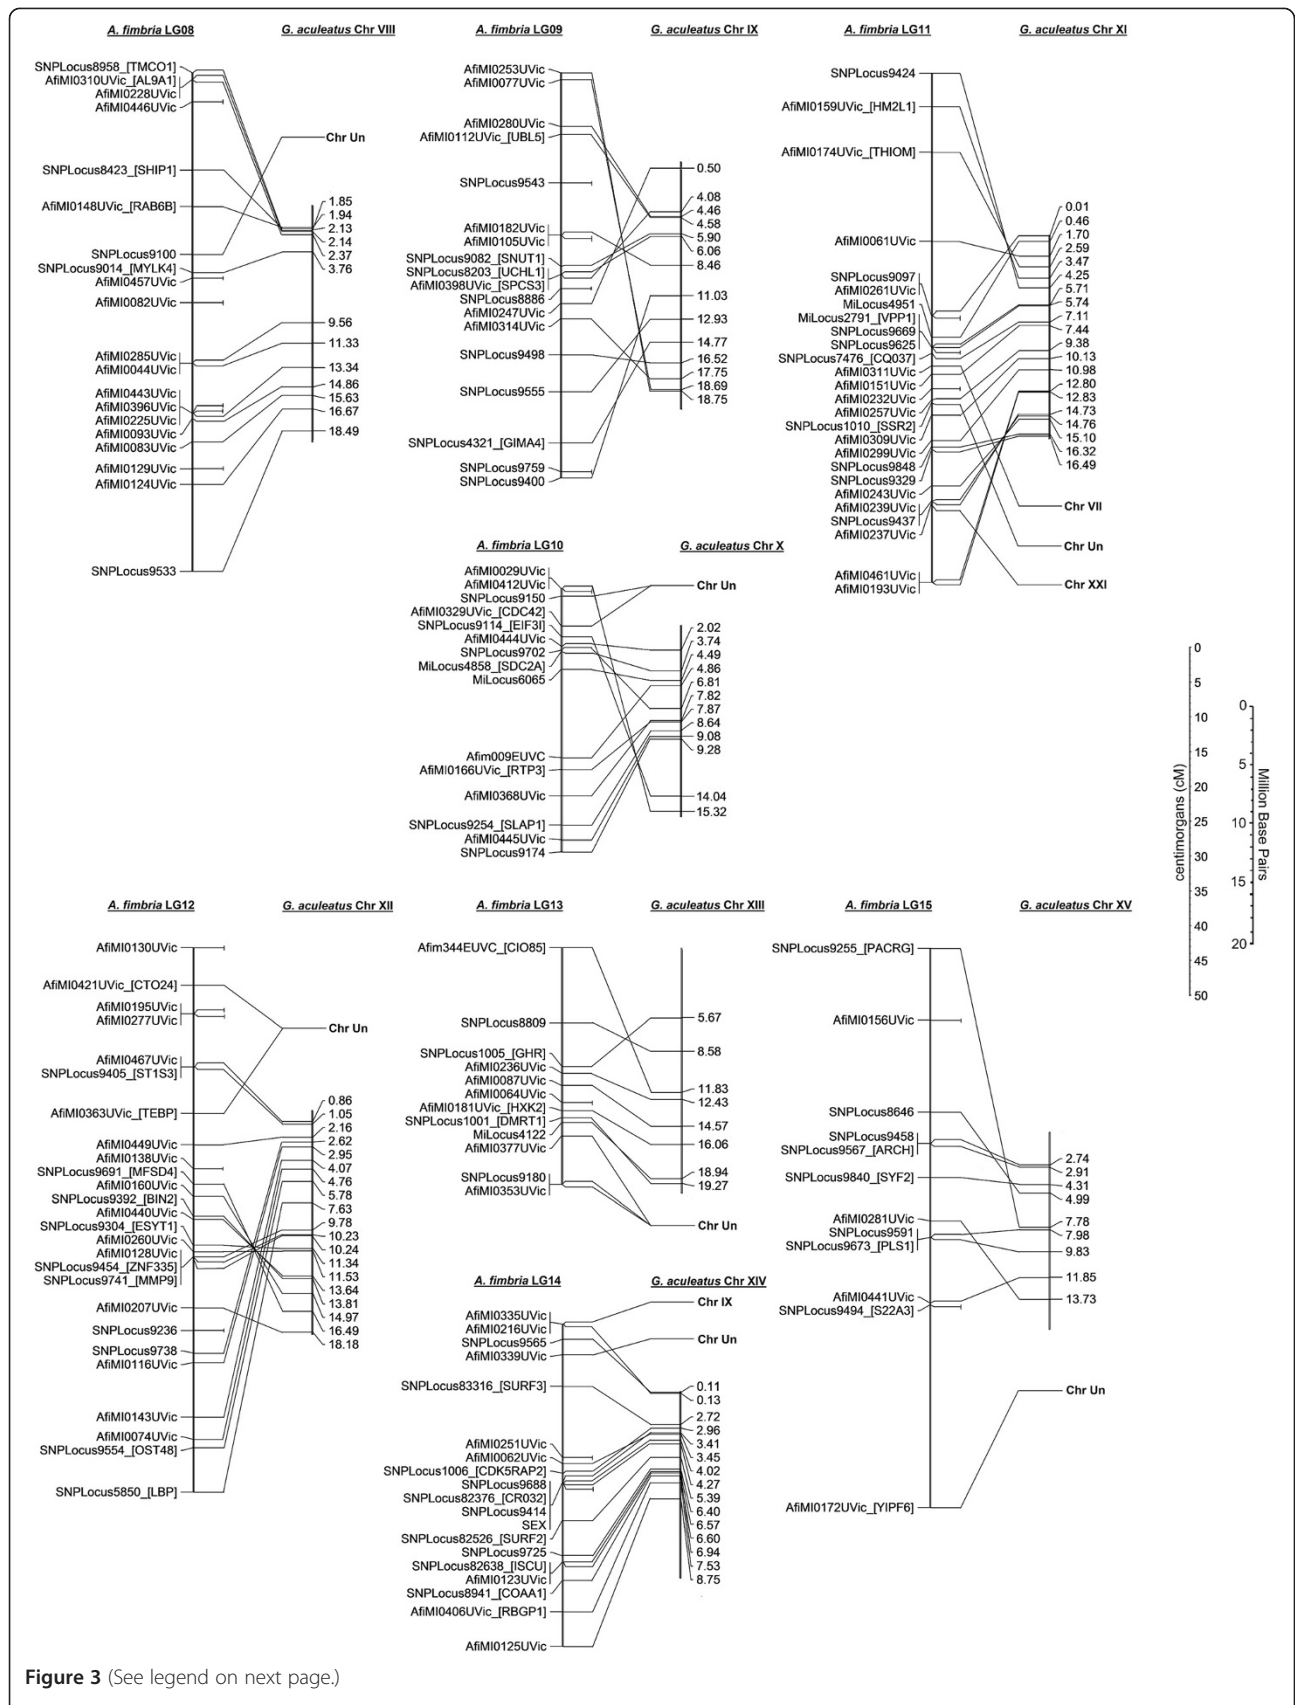 A. fimbria LG08
G. aculeatus Chr VIII
SNPLocus8958_[TMCO1]
AfiMI0310UVic_[AL9A1]
AfiMI0228UVic
AfiMI0446UVic
SNPLocus8423_[SHIP1]
AfiMI0148UVic_[RAB6B]
SNPLocus9100
SNPLocus9014_[MYLK4]
AfiMI0457UVic
AfiMI0082UVic
AfiMI0285UVic
AfiMI0044UVic
AfiMI0443UVic
AfiMI0396UVic
AfiMI0225UVic
AfiMI0093UVic
AfiMI0083UVic
AfiMI0129UVic
AfiMI0124UVic
SNPLocus9533
Chr Un
1.85
1.94
2.13
2.14
2.37
3.76
9.56
11.33
13.34
14.86
15.63
16.67
18.49
A. fimbria LG09
G. aculeatus Chr IX
AfiMI0253UVic
AfiMI0077UVic
AfiMI0280UVic
AfiMI0112UVic_[UBL5]
SNPLocus9543
AfiMI0182UVic
AfiMI0105UVic
SNPLocus9082_[SNUT1]
SNPLocus8203_[UCHL1]
AfiMI0398UVic_[SPCS3]
SNPLocus8886
AfiMI0247UVic
AfiMI0314UVic
SNPLocus9498
SNPLocus9555
SNPLocus4321_[GIMA4]
SNPLocus9759
SNPLocus9400
0.50
4.08
4.46
4.58
5.90
6.06
8.46
11.03
12.93
14.77
16.52
17.75
18.69
18.75
A. fimbria LG11
G. aculeatus Chr XI
SNPLocus9424
AfiMI0159UVic_[HM2L1]
AfiMI0174UVic_[THIOM]
AfiMI0061UVic
SNPLocus9097
AfiMI0261UVic
MiLocus4951
MiLocus2791_[VPP1]
SNPLocus9669
SNPLocus9625
SNPLocus7476_[CQ037]
AfiMI0311UVic
AfiMI0151UVic
AfiMI0232UVic
AfiMI0257UVic
SNPLocus1010_[SSR2]
AfiMI0309UVic
AfiMI0299UVic
SNPLocus9848
SNPLocus9329
AfiMI0243UVic
AfiMI0239UVic
SNPLocus9437
AfiMI0237UVic
AfiMI0461UVic
AfiMI0193UVic
0.01
0.46
1.70
2.59
3.47
4.25
5.71
5.74
7.11
7.44
9.38
10.13
10.98
12.80
12.83
14.73
14.76
15.10
16.32
16.49
Chr VII
Chr Un
Chr XXI
A. fimbria LG10
G. aculeatus Chr X
AfiMI0029UVic
AfiMI0412UVic
SNPLocus9150
AfiMI0329UVic_[CDC42]
SNPLocus9114_[EIF3I]
AfiMI0444UVic
SNPLocus9702
MiLocus4858_[SDC2A]
MiLocus6065
Afim009EUVC
AfiMI0166UVic_[RTP3]
AfiMI0368UVic
SNPLocus9254_[SLAP1]
AfiMI0445UVic
SNPLocus9174
Chr Un
2.02
3.74
4.49
4.86
6.81
7.82
7.87
8.64
9.08
9.28
14.04
15.32
centimorgans (cM)
0
5
10
15
20
25
30
35
40
45
50
Million Base Pairs
0
5
10
15
20
A. fimbria LG12
G. aculeatus Chr XII
AfiMI0130UVic
AfiMI0421UVic_[CTO24]
AfiMI0195UVic
AfiMI0277UVic
AfiMI0467UVic
SNPLocus9405_[ST1S3]
AfiMI0363UVic_[TEBP]
AfiMI0449UVic
AfiMI0138UVic
SNPLocus9691_[MFSD4]
AfiMI0160UVic
SNPLocus9392_[BIN2]
AfiMI0440UVic
SNPLocus9304_[ESYT1]
AfiMI0260UVic
AfiMI0128UVic
SNPLocus9454_[ZNF335]
SNPLocus9741_[MMP9]
AfiMI0207UVic
SNPLocus9236
SNPLocus9738
AfiMI0116UVic
AfiMI0143UVic
AfiMI0074UVic
SNPLocus9554_[OST48]
SNPLocus5850_[LBP]
Chr Un
0.86
1.05
2.16
2.62
2.95
4.07
4.76
5.78
7.63
9.78
10.23
10.24
11.34
11.53
13.64
13.81
14.97
16.49
18.18
A. fimbria LG13
G. aculeatus Chr XIII
Afim344EUVC_[CIO85]
SNPLocus8809
SNPLocus1005_[GHR]
AfiMI0236UVic
AfiMI0087UVic
AfiMI0064UVic
AfiMI0181UVic_[HXK2]
SNPLocus1001_[DMRT1]
MiLocus4122
AfiMI0377UVic
SNPLocus9180
AfiMI0353UVic
5.67
8.58
11.83
12.43
14.57
16.06
18.94
19.27
Chr Un
A. fimbria LG14
G. aculeatus Chr XIV
AfiMI0335UVic
AfiMI0216UVic
SNPLocus9565
AfiMI0339UVic
SNPLocus83316_[SURF3]
AfiMI0251UVic
AfiMI0062UVic
SNPLocus1006_[CDK5RAP2]
SNPLocus9688
SNPLocus82376_[CR032]
SNPLocus9414
SEX
SNPLocus82526_[SURF2]
SNPLocus9725
SNPLocus82638_[ISCU]
AfiMI0123UVic
SNPLocus8941_[COAA1]
AfiMI0406UVic_[RBGP1]
AfiMI0125UVic
Chr IX
Chr Un
0.11
0.13
2.72
2.96
3.41
3.45
4.02
4.27
5.39
6.40
6.57
6.60
6.94
7.53
8.75
A. fimbria LG15
G. aculeatus Chr XV
SNPLocus9255_[PACRG]
AfiMI0156UVic
SNPLocus8646
SNPLocus9458
SNPLocus9567_[ARCH]
SNPLocus9840_[SYF2]
AfiMI0281UVic
SNPLocus9591
SNPLocus9673_[PLS1]
AfiMI0441UVic
SNPLocus9494_[S22A3]
AfiMI0172UVic_[YIPF6]
2.74
2.91
4.31
4.99
7.78
7.98
9.83
11.85
13.73
Chr Un
Figure 3 (See legend on next page.)